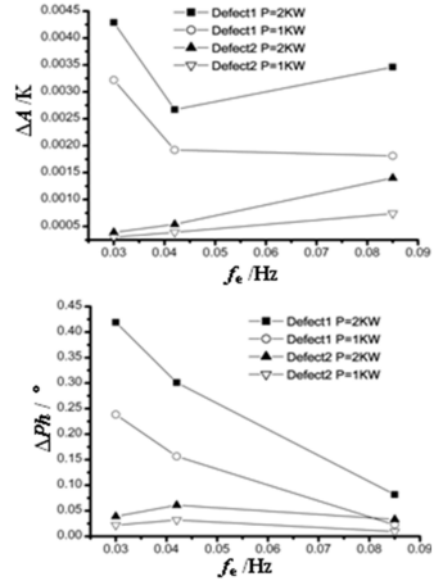 0.0045
0.0040
0.0035
0.0030
0.0025
0.0020
0.0015
0.0010
0.0005
ΔA /K
Defect1 P=2KW
Defect1 P=1KW
Defect2 P=2KW
Defect2 P=1KW
0.03 0.04 0.05 0.06 0.07 0.08 0.09
fe /Hz
0.45
0.40
0.35
0.30
0.25
0.20
0.15
0.10
0.05
0.00
ΔPh / °
Defect1 P=2KW
Defect1 P=1KW
Defect2 P=2KW
Defect2 P=1KW
0.03 0.04 0.05 0.06 0.07 0.08 0.09
fe /Hz